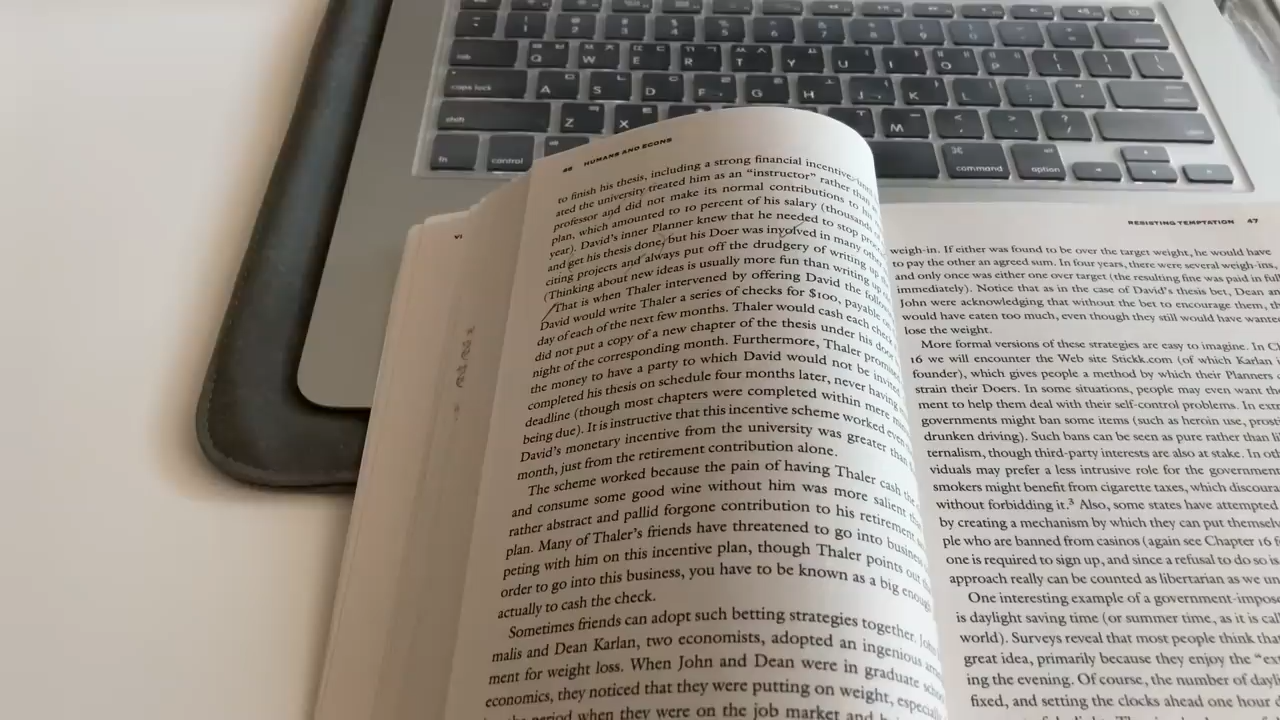 tab
Q
W
E
R
T
Y
U
I
O
P
caps lock
A
S
D
F
G
H
J
K
L
shift
Z
X
M
fn
control
⌘
command
alt
option
HUMANS AND ECONS
to finish his thesis, including a strong financial incentive:
ated the university treated him as an "instructor" rather than
professor and did not make its normal contributions to his
plan, which amounted to 10 percent of his salary (thousands
year). David's inner Planner knew that he needed to stop
and get his thesis done, but his Doer was involved in many other
citing projects and always put off the drudgery of writing up
(Thinking about new ideas is usually more fun than writing up
That is when Thaler intervened by offering David the
David would write Thaler a series of checks for $100, payable
day of each of the next few months. Thaler would cash each check
did not put a copy of a new chapter of the thesis under his door
night of the corresponding month. Furthermore, Thaler
the money to have a party to which David would not be
completed his thesis on schedule four months later, never having
deadline (though most chapters were completed within mere
being due). It is instructive that this incentive scheme worked even
David's monetary incentive from the university was greater than
month, just from the retirement contribution alone.
The scheme worked because the pain of having Thaler cash the
and consume some good wine without him was more salient
rather abstract and pallid forgone contribution to his retirement
plan. Many of Thaler's friends have threatened to go into
peting with him on this incentive plan, though Thaler points out
order to go into this business, you have to be known as a big enough
actually to cash the check.
Sometimes friends can adopt such betting strategies together.
malis and Dean Karlan, two economists, adopted an ingenious
ment for weight loss. When John and Dean were in graduate
economics, they noticed that they were putting on weight,
period when they were on the job market and
RESISTING TEMPTATION 47
weigh-in. If either was found to be over the target weight, he would have
to pay the other an agreed sum. In four years, there were several weigh-ins,
and only once was either one over target (the resulting fine was paid in full
immediately). Notice that as in the case of David's thesis bet, Dean
John were acknowledging that without the bet to encourage them,
would have eaten too much, even though they still would have wanted
lose the weight.
More formal versions of these strategies are easy to imagine. In
16 we will encounter the Web site Stickk.com (of which Karlan
founder), which gives people a method by which their Planners
strain their Doers. In some situations, people may even want
ment to help them deal with their self-control problems. In
governments might ban some items (such as heroin use,
drunken driving). Such bans can be seen as pure rather than
ternalism, though third-party interests are also at stake. In
viduals may prefer a less intrusive role for the government
smokers might benefit from cigarette taxes, which
without forbidding it.³ Also, some states have attempted
by creating a mechanism by which they can put
ple who are banned from casinos (again see Chapter 16
one is required to sign up, and since a refusal to do so is
approach really can be counted as libertarian as we
One interesting example of a
is daylight saving time (or summer time, as it is
world). Surveys reveal that most people think
great idea, primarily because they enjoy the
ing the evening. Of course, the number of
fixed, and setting the clocks ahead one hour